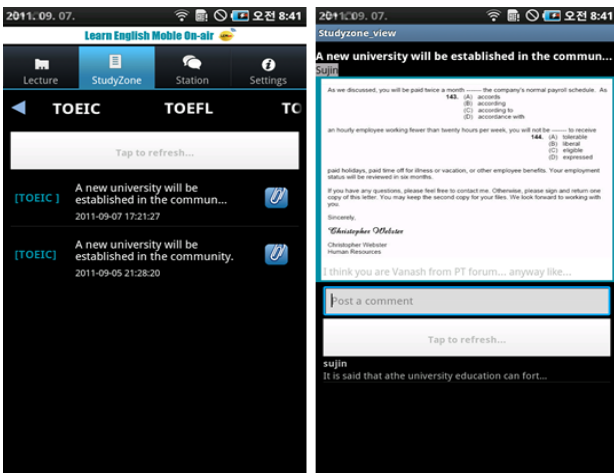 2011. 09. 07.
오전 8:41
Learn English Moble On-air
Lecture
StudyZone
Station
Settings
TOEIC
TOEFL
TO
Tap to refresh...
[TOEIC ]
A new university will be
established in the commun...
2011-09-07 17:21:27
[TOEIC]
A new university will be
established in the community.
2011-09-05 21:28:20
2011. 09. 07.
오전 8:41
Studyzone_view
A new university will be established in the commun...
Sujin
As we discussed, you will be paid twice a month ------- the company's normal payroll schedule. As
143. (A) accords
(B) according
(C) according to
(D) accordance with
an hourly employee working fewer than twenty hours per week, you will not be ------- to receive
144. (A) tolerable
(B) liberal
(C) eligible
(D) expressed
paid holidays, paid time off for illness or vacation, or other employee benefits. Your employment
status will be reviewed in six months.
If you have any questions, please feel free to contact me. Otherwise, please sign and return one
copy of this letter. You may keep the second copy for your files. We look forward to working with
you.
Sincerely,
Christopher Webster
Christopher Webster
Human Resources
I think you are Vanash from PT forum... anyway like...
Post a comment
Tap to refresh...
sujin
It is said that athe university education can fort...